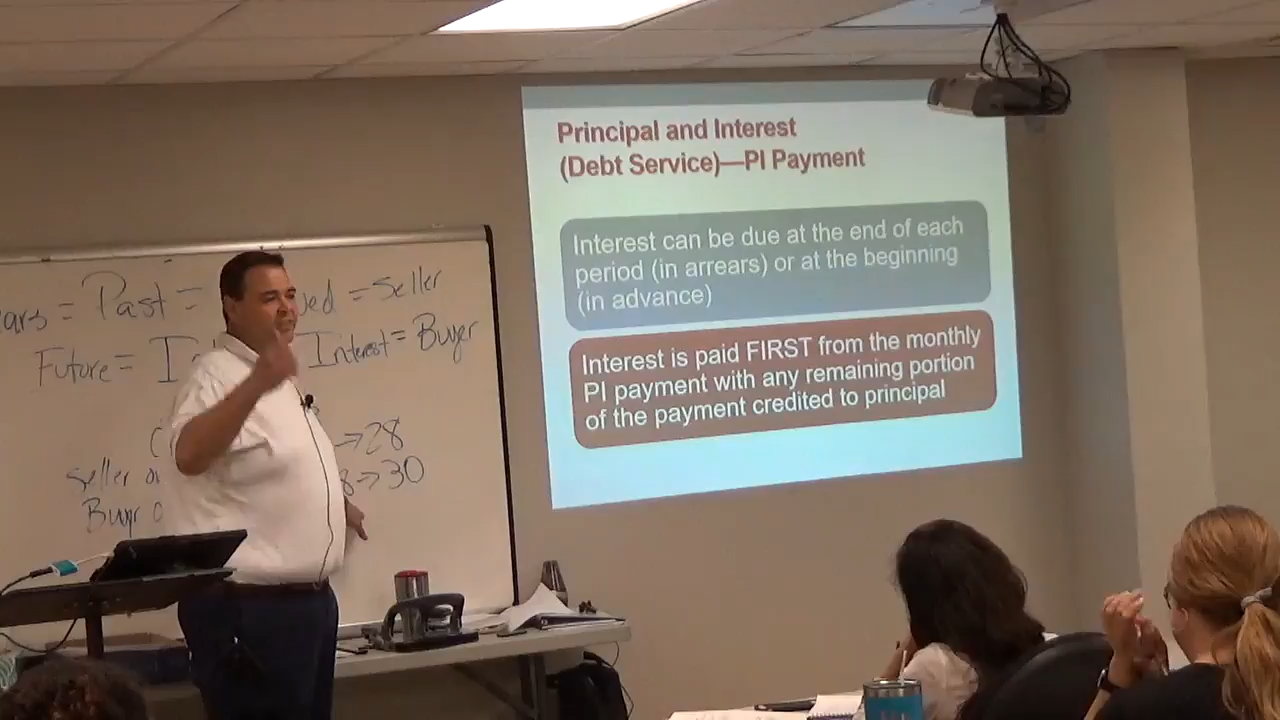 Principal and Interest
(Debt Service)—PI Payment
Interest can be due at the end of each
period (in arrears) or at the beginning
(in advance)
Interest is paid FIRST from the monthly
PI payment with any remaining portion
of the payment credited to principal
= Past = = Seller
Future = Interest = Buyer
→28
Seller
8→30
Buyer